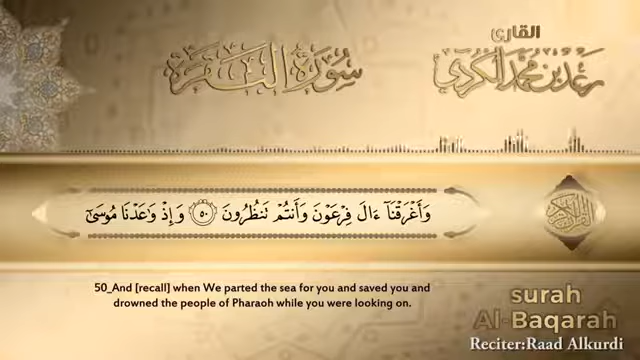 القارئ
سُورَةُ البَقَرَةِ
رعد بن محمد الكردي
وَأَغْرَقْنَآ ءَالَ فِرْعَوْنَ وَأَنتُمْ تَنظُرُونَ ٥٠ وَإِذْ وَٰعَدْنَا مُوسَىٰٓ
50_And [recall] when We parted the sea for you and saved you and
drowned the people of Pharaoh while you were looking on.
surah
Al-Baqarah
Reciter:Raad Alkurdi